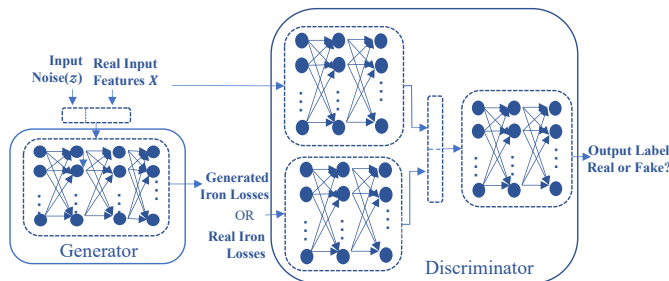 Input
Noise(z)
Real Input
Features X
Generated
Iron Losses
OR
Real Iron
Losses
Generator
Discriminator
Output Label
Real or Fake?